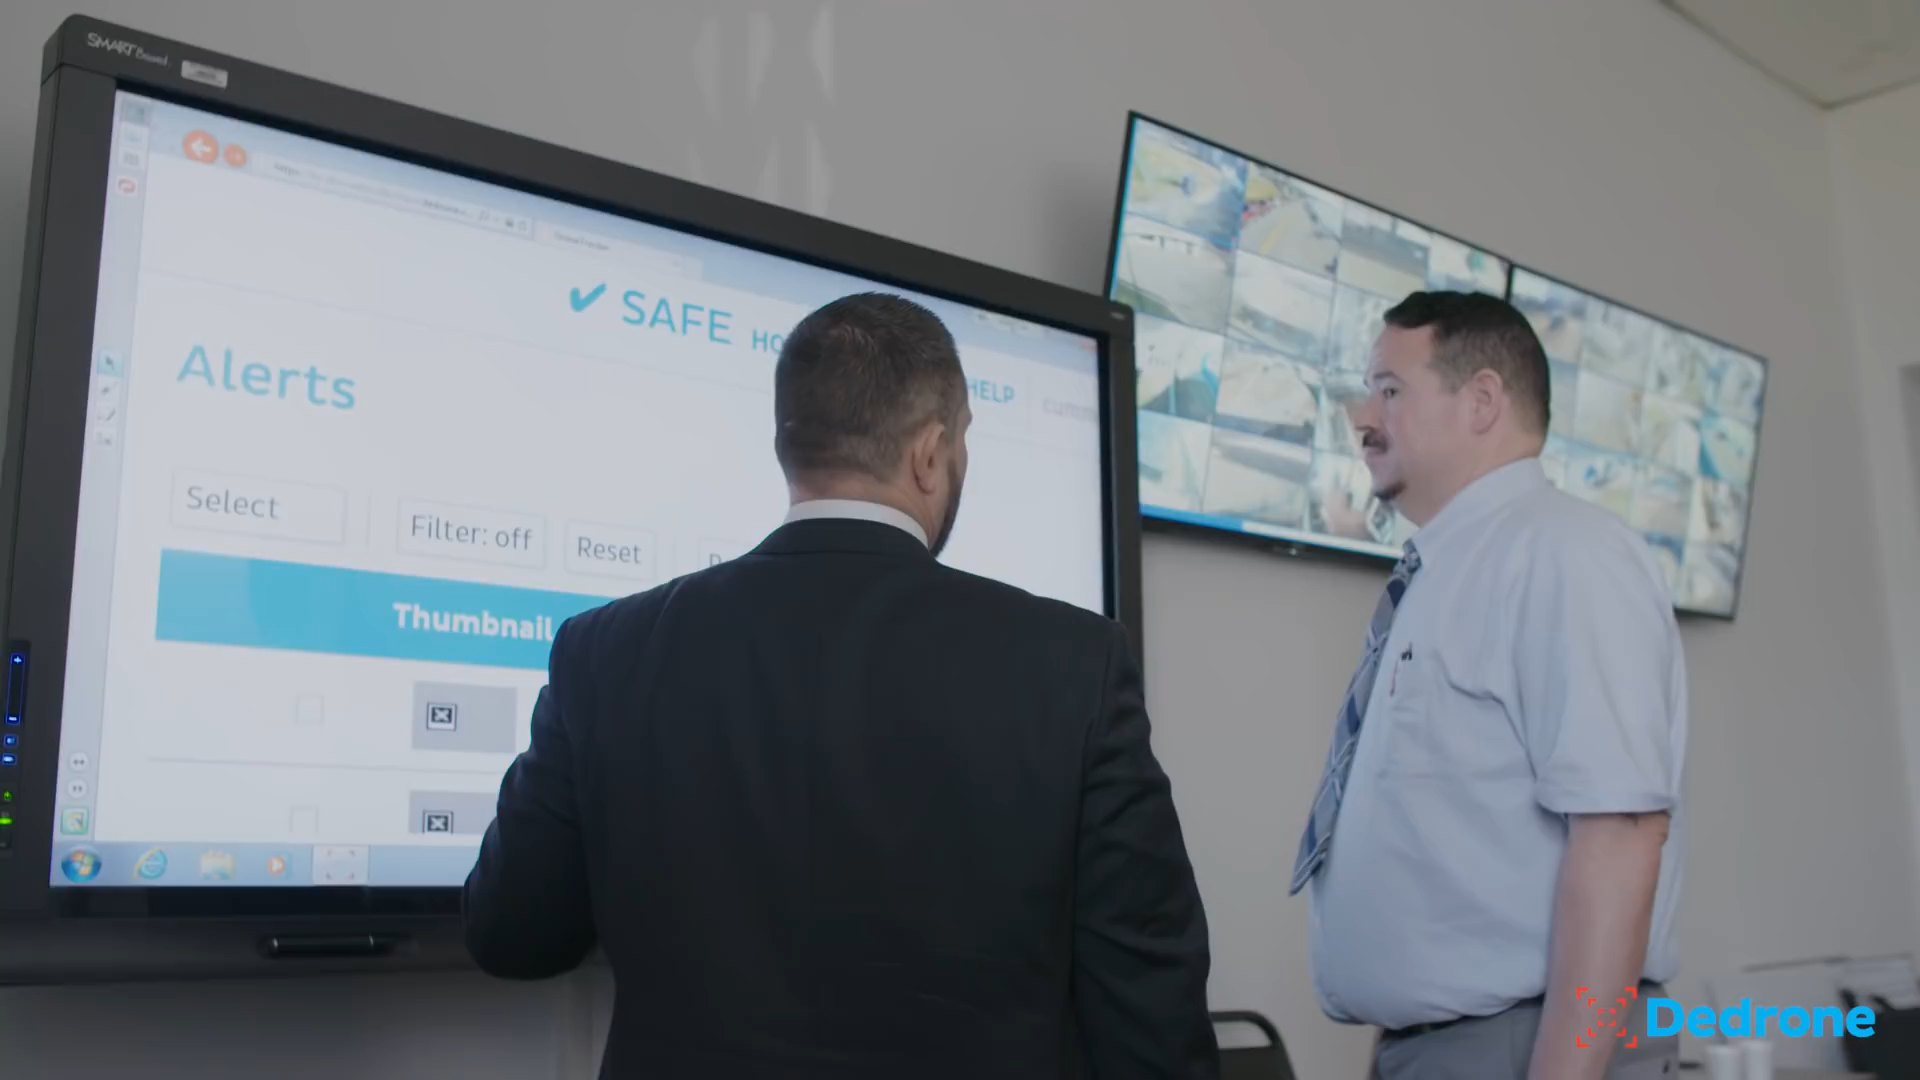 SMART Board
✔ SAFE
HELP
Alerts
Select
Filter: off
Reset
Thumbnail
Dedrone